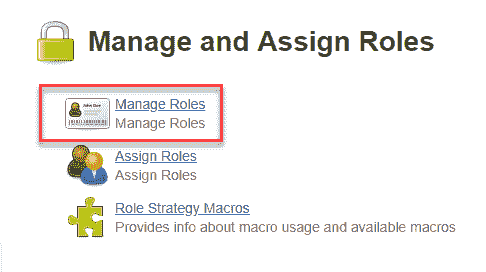 Manage and Assign Roles
John Doe
Manage Roles
Manage Roles
Assign Roles
Assign Roles
Role Strategy Macros
Provides info about macro usage and available macros